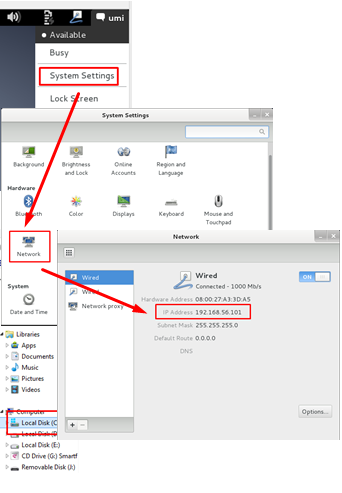 umi
Available
Busy
System Settings
Lock Screen
System Settings
Background
Brightness
and Lock
Online
Accounts
Region and
Language
Hardware
Bluetooth
Color
Displays
Keyboard
Mouse and
Touchpad
Network
System
Date and Time
Network
Wired
Network proxy
Wired
Connected - 1000 Mb/s
ON
Hardware Address 08:00:27:A3:3D:A5
IP Address 192.168.56.101
Subnet Mask 255.255.255.0
Default Route 0.0.0.0
DNS
Options...
Libraries
Apps
Documents
Music
Pictures
Videos
Computer
Local Disk (C
Local Disk (D
Local Disk (E:)
CD Drive (G:) Smartf
Removable Disk (J:)